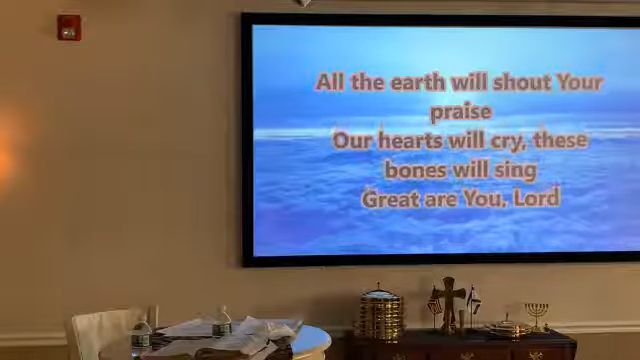 All the earth will shout Your
praise
Our hearts will cry, these
bones will sing
Great are You, Lord